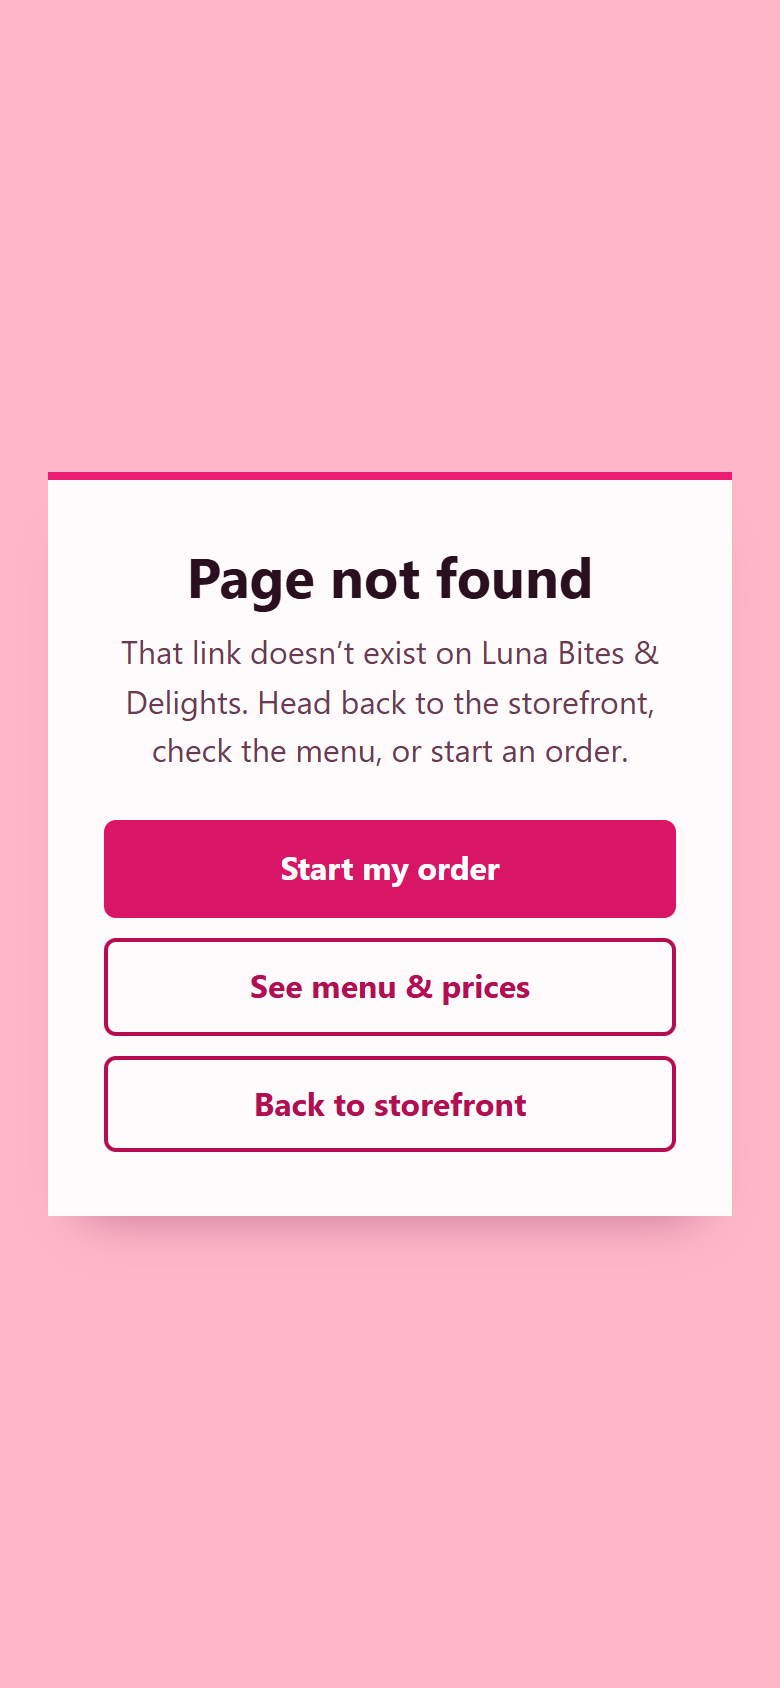 Page not found
That link doesn’t exist on Luna Bites &
Delights. Head back to the storefront,
check the menu, or start an order.
Start my order
See menu & prices
Back to storefront